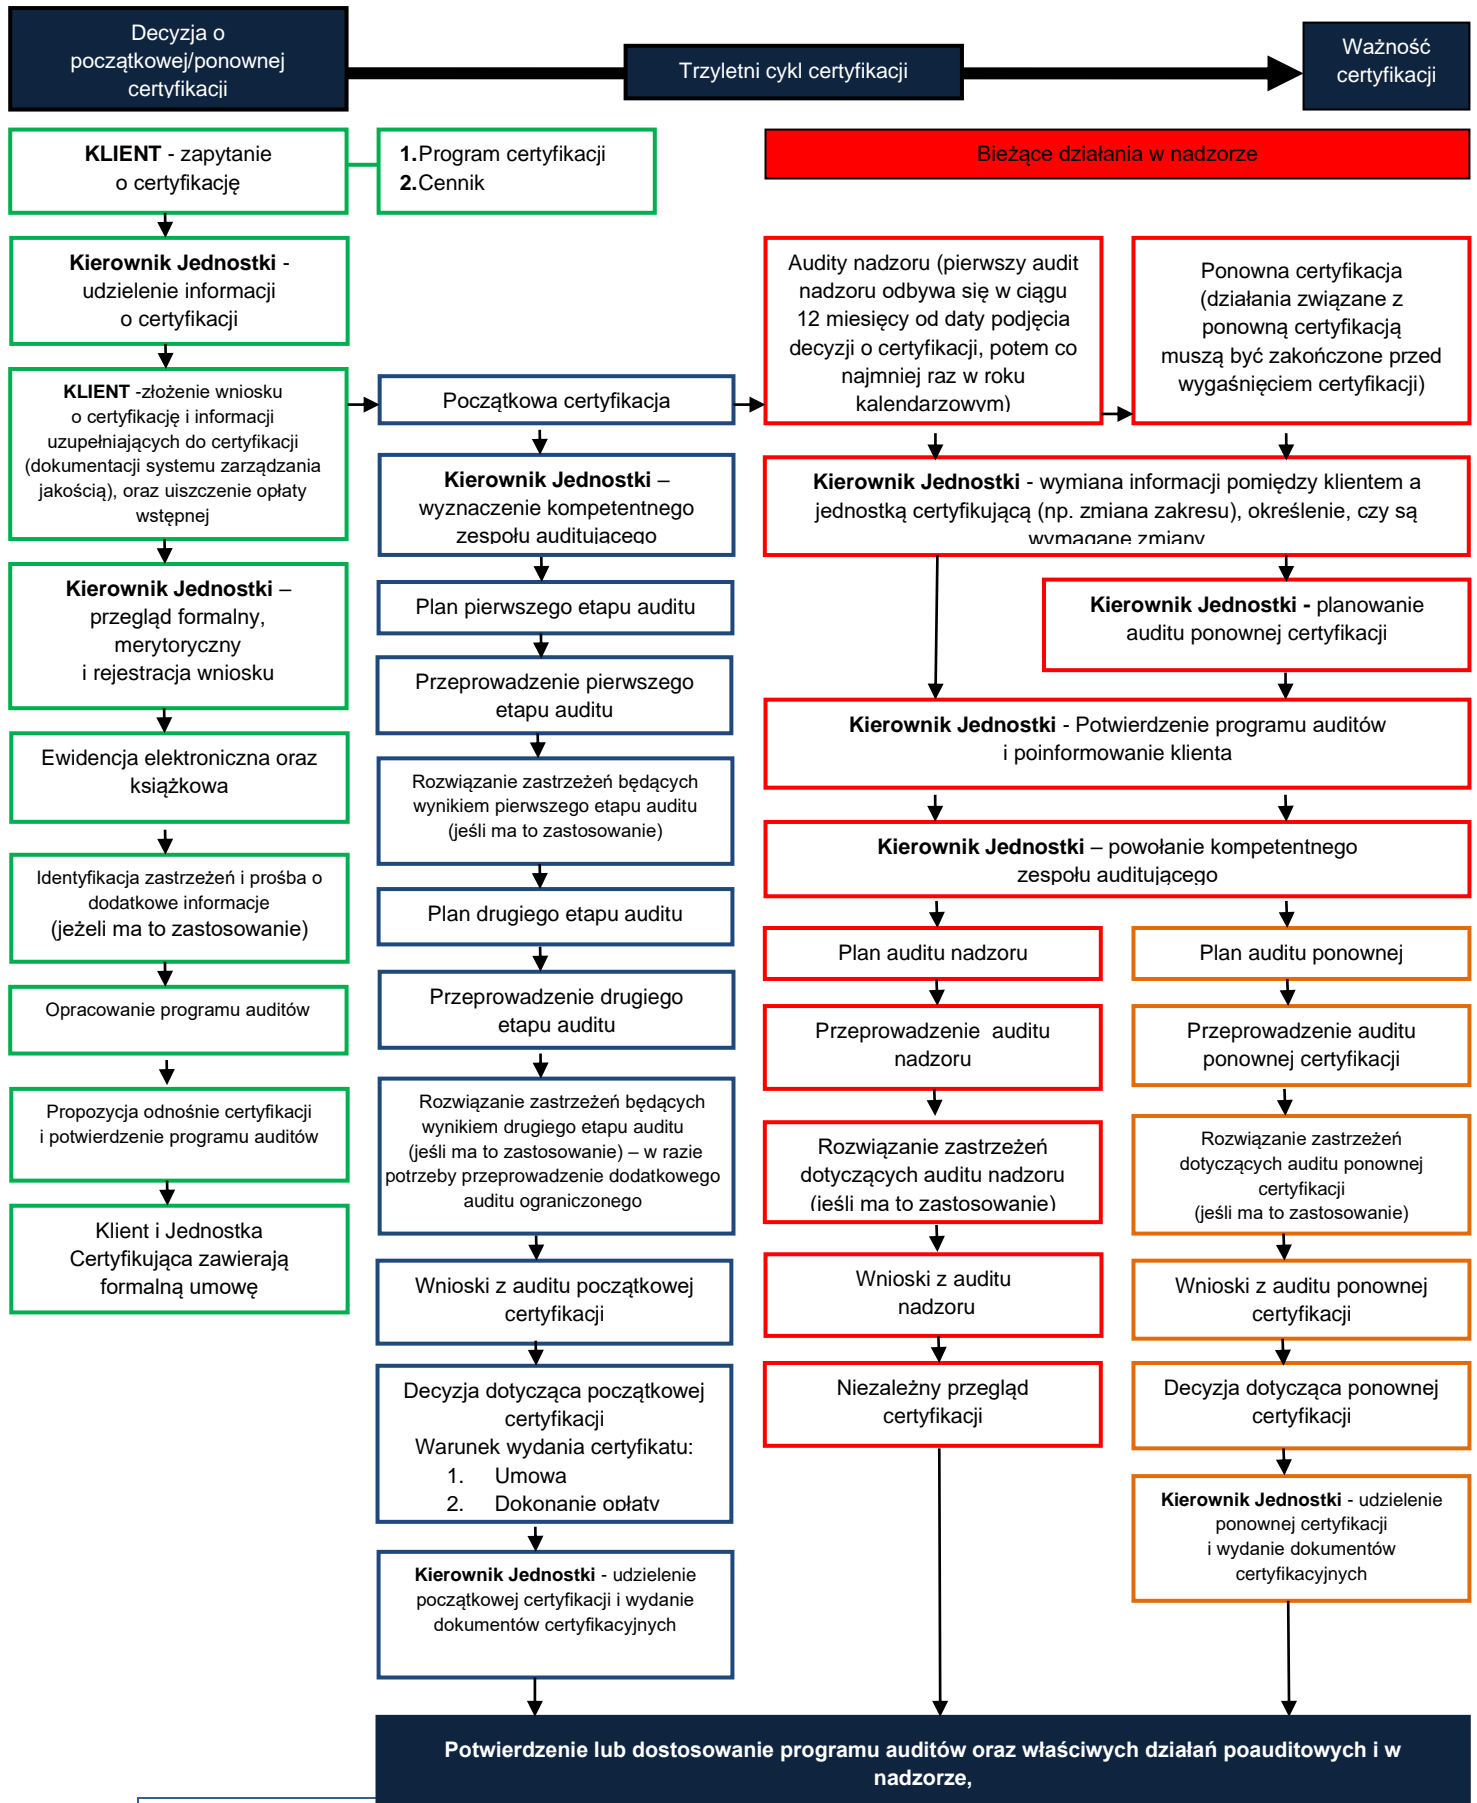 Decyzja o
początkowej/ponownej
certyfikacji
Trzyletni cykl certyfikacji
Ważność
certyfikacji
KLIENT - zapytanie
o certyfikację
1.Program certyfikacji
2.Cennik
Bieżące działania w nadzorze
Kierownik Jednostki -
udzielenie informacji
o certyfikacji
KLIENT -złożenie wniosku
o certyfikację i informacji
uzupełniających do certyfikacji
(dokumentacji systemu zarządzania
jakością), oraz uiszczenie opłaty
wstępnej
Kierownik Jednostki –
przegląd formalny,
merytoryczny
i rejestracja wniosku
Ewidencja elektroniczna oraz
książkowa
Identyfikacja zastrzeżeń i prośba o
dodatkowe informacje
(jeżeli ma to zastosowanie)
Opracowanie programu auditów
Propozycja odnośnie certyfikacji
i potwierdzenie programu auditów
Klient i Jednostka
Certyfikująca zawierają
formalną umowę
Początkowa certyfikacja
Kierownik Jednostki –
wyznaczenie kompetentnego
zespołu auditującego
Plan pierwszego etapu auditu
Przeprowadzenie pierwszego
etapu auditu
Rozwiązanie zastrzeżeń będących
wynikiem pierwszego etapu auditu
(jeśli ma to zastosowanie)
Plan drugiego etapu auditu
Przeprowadzenie drugiego
etapu auditu
Rozwiązanie zastrzeżeń będących
wynikiem drugiego etapu auditu
(jeśli ma to zastosowanie) – w razie
potrzeby przeprowadzenie dodatkowego
auditu ograniczonego
Wnioski z auditu początkowej
certyfikacji
Decyzja dotycząca początkowej
certyfikacji
Warunek wydania certyfikatu:
1. Umowa
2. Dokonanie opłaty
Kierownik Jednostki - udzielenie
początkowej certyfikacji i wydanie
dokumentów certyfikacyjnych
Audity nadzoru (pierwszy audit
nadzoru odbywa się w ciągu
12 miesięcy od daty podjęcia
decyzji o certyfikacji, potem co
najmniej raz w roku
kalendarzowym)
Ponowna certyfikacja
(działania związane z
ponowną certyfikacją
muszą być zakończone przed
wygaśnięciem certyfikacji)
Kierownik Jednostki - wymiana informacji pomiędzy klientem a
jednostką certyfikującą (np. zmiana zakresu), określenie, czy są
wymagane zmiany
Kierownik Jednostki - planowanie
auditu ponownej certyfikacji
Kierownik Jednostki - Potwierdzenie programu auditów
i poinformowanie klienta
Kierownik Jednostki – powołanie kompetentnego
zespołu auditującego
Plan auditu nadzoru
Przeprowadzenie auditu
nadzoru
Rozwiązanie zastrzeżeń
dotyczących auditu nadzoru
(jeśli ma to zastosowanie)
Wnioski z auditu
nadzoru
Niezależny przegląd
certyfikacji
Plan auditu ponownej
Przeprowadzenie auditu
ponownej certyfikacji
Rozwiązanie zastrzeżeń
dotyczących auditu ponownej
certyfikacji
(jeśli ma to zastosowanie)
Wnioski z auditu ponownej
certyfikacji
Decyzja dotycząca ponownej
certyfikacji
Kierownik Jednostki - udzielenie
ponownej certyfikacji
i wydanie dokumentów
certyfikacyjnych
Potwierdzenie lub dostosowanie programu auditów oraz właściwych działań poauditowych i w
nadzorze,